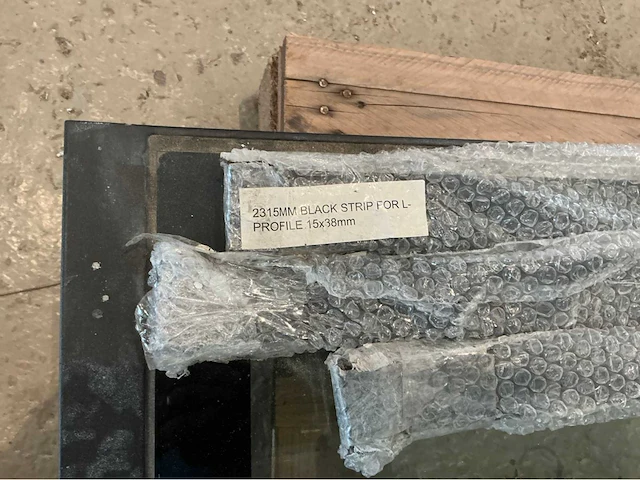 2315MM BLACK STRIP FOR L-
PROFILE 15x38mm